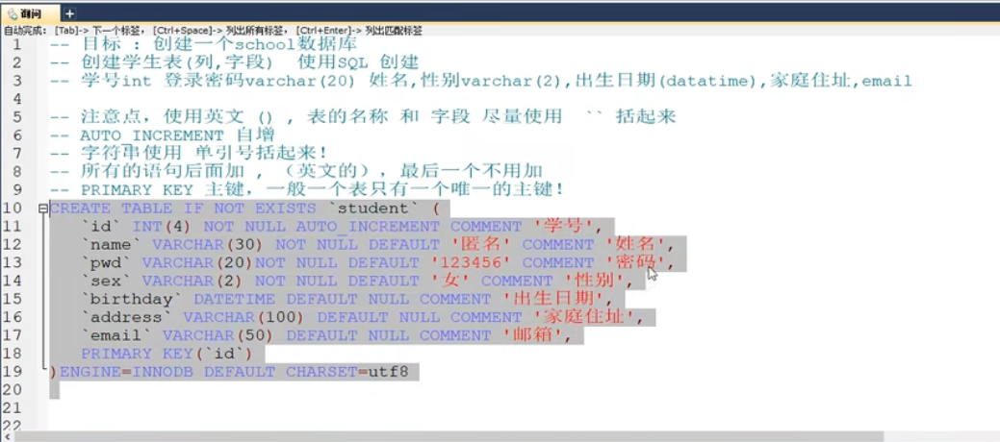 询问
自动完成: [Tab]-> 下一个标签, [Ctrl+Space]-> 列出所有标签, [Ctrl+Enter]-> 列出匹配标签
1 -- 目标 : 创建一个school数据库
2 -- 创建学生表(列,字段) 使用SQL 创建
3 -- 学号int 登录密码varchar(20) 姓名,性别varchar(2),出生日期(datatime),家庭住址,email
4
5 -- 注意点, 使用英文 () , 表的名称 和 字段 尽量使用 `` 括起来
6 -- AUTO_INCREMENT 自增
7 -- 字符串使用 单引号括起来!
8 -- 所有的语句后面加 , (英文的), 最后一个不用加
9 -- PRIMARY KEY 主键, 一般一个表只有一个唯一的主键!
10 CREATE TABLE IF NOT EXISTS `student` (
11 `id` INT(4) NOT NULL AUTO_INCREMENT COMMENT '学号',
12 `name` VARCHAR(30) NOT NULL DEFAULT '匿名' COMMENT '姓名',
13 `pwd` VARCHAR(20)NOT NULL DEFAULT '123456' COMMENT '密码',
14 `sex` VARCHAR(2) NOT NULL DEFAULT '女' COMMENT '性别',
15 `birthday` DATETIME DEFAULT NULL COMMENT '出生日期',
16 `address` VARCHAR(100) DEFAULT NULL COMMENT '家庭住址',
17 `email` VARCHAR(50) DEFAULT NULL COMMENT '邮箱',
18 PRIMARY KEY(`id`)
19 )ENGINE=INNODB DEFAULT CHARSET=utf8
20
21
22